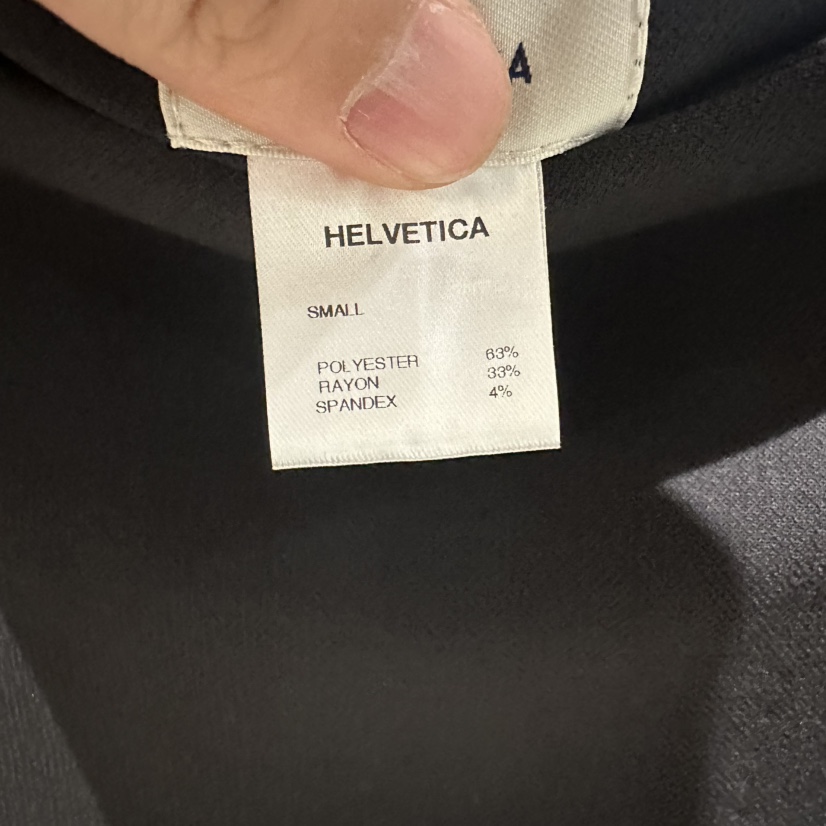 A
HELVETICA
SMALL
POLYESTER 63%
RAYON 33%
SPANDEX 4%